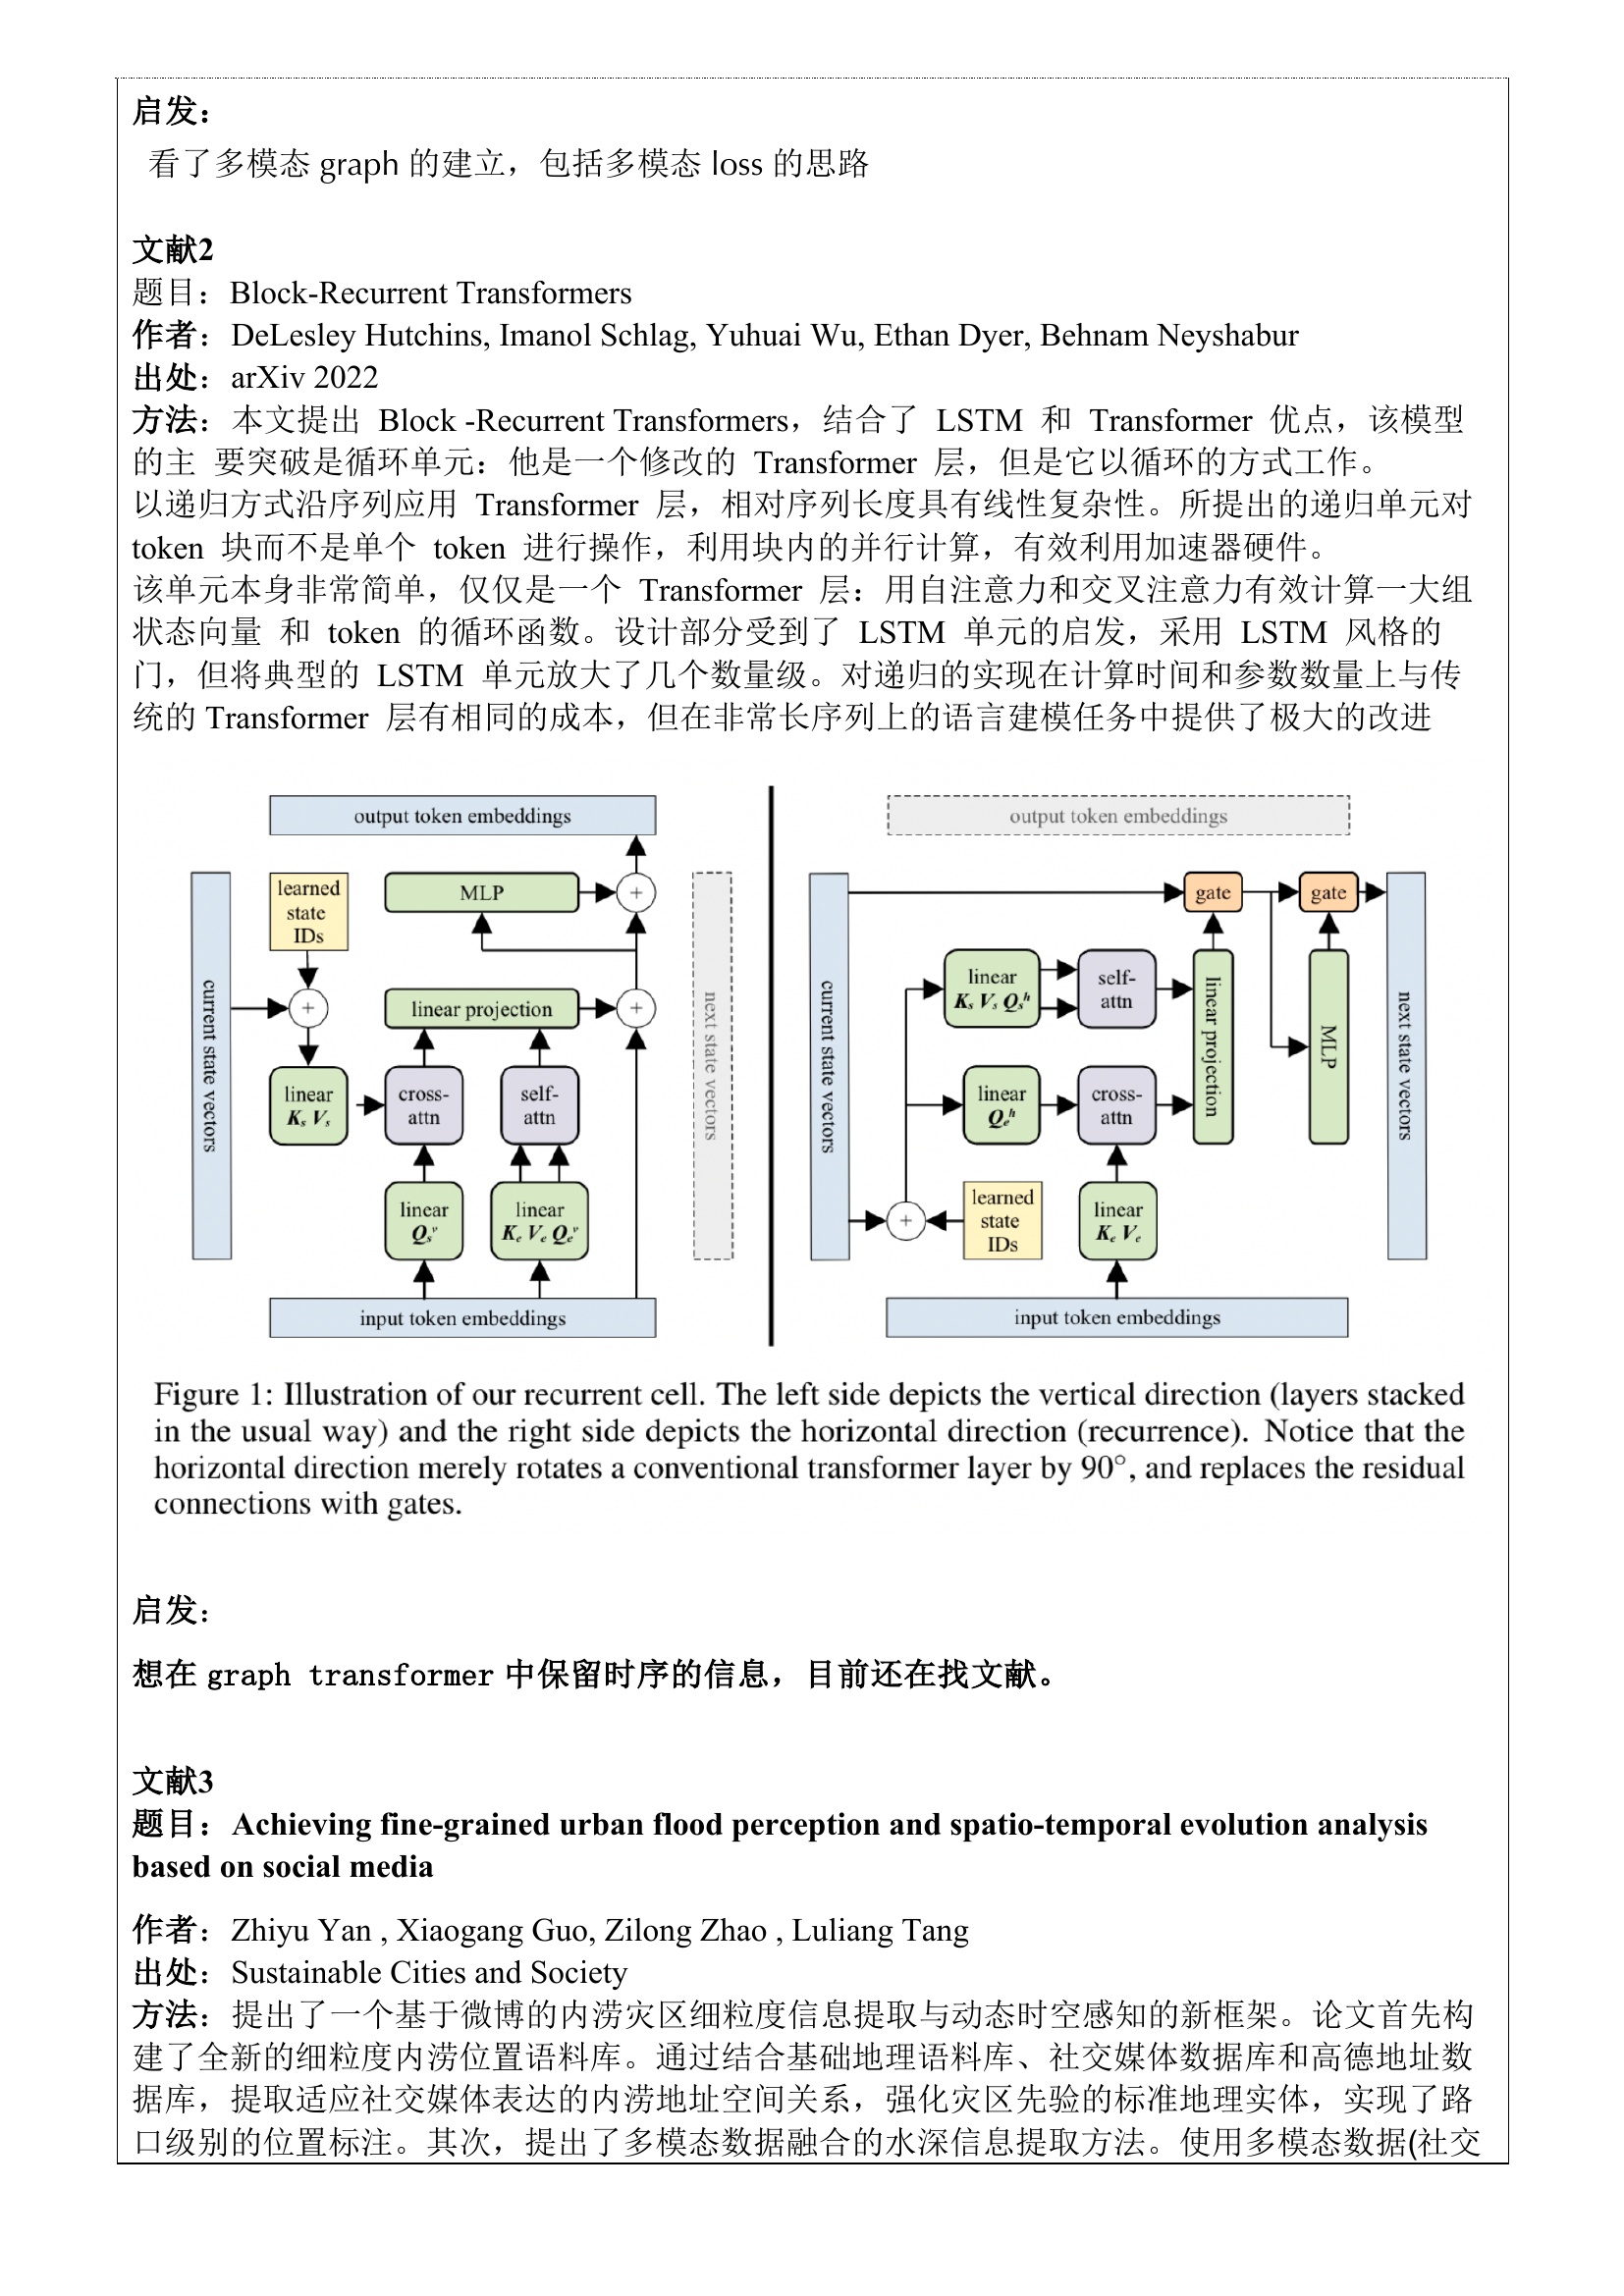 启发：
看了多模态 graph 的建立，包括多模态 loss 的思路
文献2
题目：Block-Recurrent Transformers
作者：DeLesley Hutchins, Imanol Schlag, Yuhuai Wu, Ethan Dyer, Behnam Neyshabur
出处：arXiv 2022
方法：本文提出 Block -Recurrent Transformers，结合了 LSTM 和 Transformer 优点，该模型
的主 要突破是循环单元：他是一个修改的 Transformer 层，但是它以循环的方式工作。
以递归方式沿序列应用 Transformer 层，相对序列长度具有线性复杂性。所提出的递归单元对
token 块而不是单个 token 进行操作，利用块内的并行计算，有效利用加速器硬件。
该单元本身非常简单，仅仅是一个 Transformer 层：用自注意力和交叉注意力有效计算一大组
状态向量 和 token 的循环函数。设计部分受到了 LSTM 单元的启发，采用 LSTM 风格的
门，但将典型的 LSTM 单元放大了几个数量级。对递归的实现在计算时间和参数数量上与传
统的 Transformer 层有相同的成本，但在非常长序列上的语言建模任务中提供了极大的改进
output token embeddings
current state vectors
learned
state
IDs
MLP
+
+
linear projection
+
next state vectors
linear
Ks Vs
cross-
attn
self-
attn
linear
Qsv
linear
Ke Ve Qev
input token embeddings
output token embeddings
current state vectors
gate
gate
linear
Ks Vs Qsh
self-
attn
linear projection
MLP
next state vectors
linear
Qeh
cross-
attn
+
learned
state
IDs
linear
Ke Ve
input token embeddings
Figure 1: Illustration of our recurrent cell. The left side depicts the vertical direction (layers stacked
in the usual way) and the right side depicts the horizontal direction (recurrence). Notice that the
horizontal direction merely rotates a conventional transformer layer by 90°, and replaces the residual
connections with gates.
启发：
想在 graph transformer 中保留时序的信息，目前还在找文献。
文献3
题目：Achieving fine-grained urban flood perception and spatio-temporal evolution analysis
based on social media
作者：Zhiyu Yan , Xiaogang Guo, Zilong Zhao , Luliang Tang
出处：Sustainable Cities and Society
方法：提出了一个基于微博的内涝灾区细粒度信息提取与动态时空感知的新框架。论文首先构
建了全新的细粒度内涝位置语料库。通过结合基础地理语料库、社交媒体数据库和高德地址数
据库，提取适应社交媒体表达的内涝地址空间关系，强化灾区先验的标准地理实体，实现了路
口级别的位置标注。其次，提出了多模态数据融合的水深信息提取方法。使用多模态数据(社交